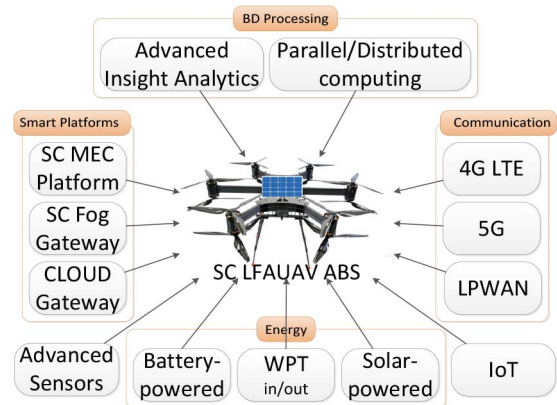 BD Processing
Advanced
Insight Analytics
Parallel/Distributed
computing
Smart Platforms
SC MEC
Platform
SC Fog
Gateway
CLOUD
Gateway
Communication
4G LTE
5G
LPWAN
SC LFAUAV ABS
Energy
Advanced
Sensors
Battery-
powered
WPT
in/out
Solar-
powered
IoT